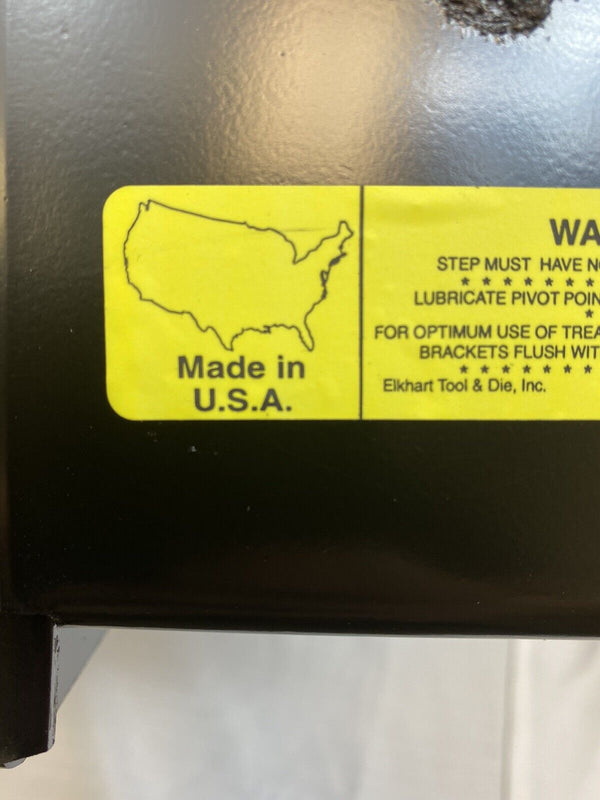 Made in
U.S.A.
WA
STEP MUST HAVE
* * * * * * *
LUBRICATE PIVOT POIN
*
FOR OPTIMUM USE OF TREA
BRACKETS FLUSH WIT
* * * * * * *
Elkhart Tool & Die, Inc.